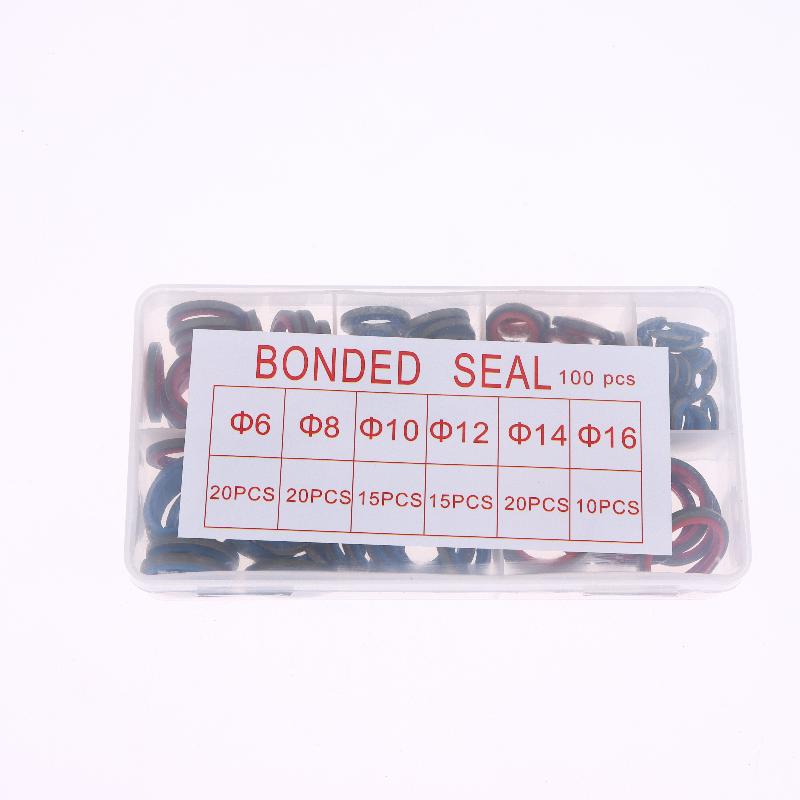 BONDED SEAL 100 pcs
Φ6 Φ8 Φ10 Φ12 Φ14 Φ16
20PCS 20PCS 15PCS 15PCS 20PCS 10PCS